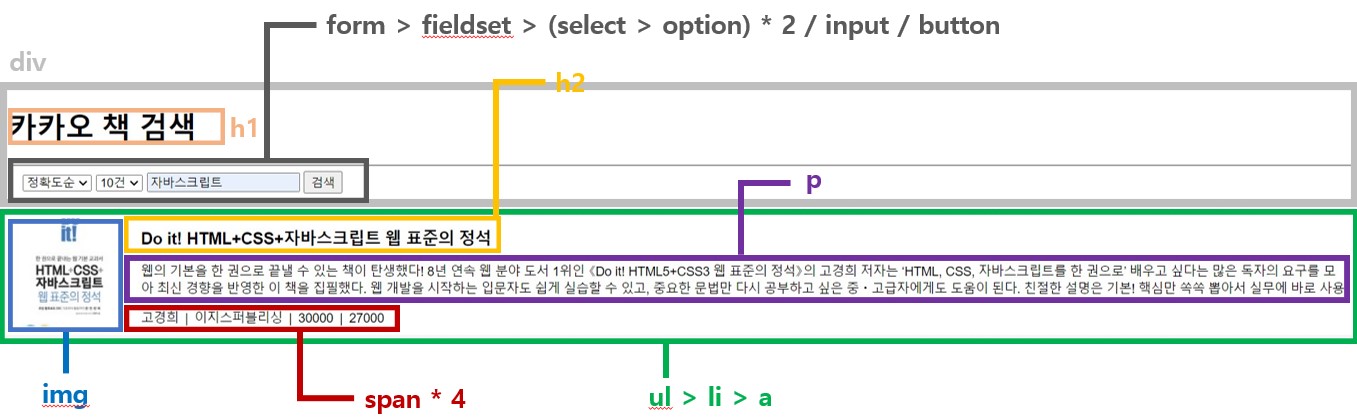 form > fieldset > (select > option) * 2 / input / button
div
h2
카카오 책 검색 h1
정확도순 10건 자바스크립트 검색
p
it!
한 권으로 끝내는 웹 기본 교과서
HTML+CSS+
자바스크립트
웹 표준의 정석
Do it! HTML+CSS+자바스크립트 웹 표준의 정석
웹의 기본을 한 권으로 끝낼 수 있는 책이 탄생했다! 8년 연속 웹 분야 도서 1위인 《Do it! HTML5+CSS3 웹 표준의 정석》의 고경희 저자는 ‘HTML, CSS, 자바스크립트를 한 권으로’ 배우고 싶다는 많은 독자의 요구를 모
아 최신 경향을 반영한 이 책을 집필했다. 웹 개발을 시작하는 입문자도 쉽게 실습할 수 있고, 중요한 문법만 다시 공부하고 싶은 중·고급자에게도 도움이 된다. 친절한 설명은 기본! 핵심만 쏙쏙 뽑아서 실무에 바로 사용
고경희 | 이지스퍼블리싱 | 30000 | 27000
img
span * 4
ul > li > a